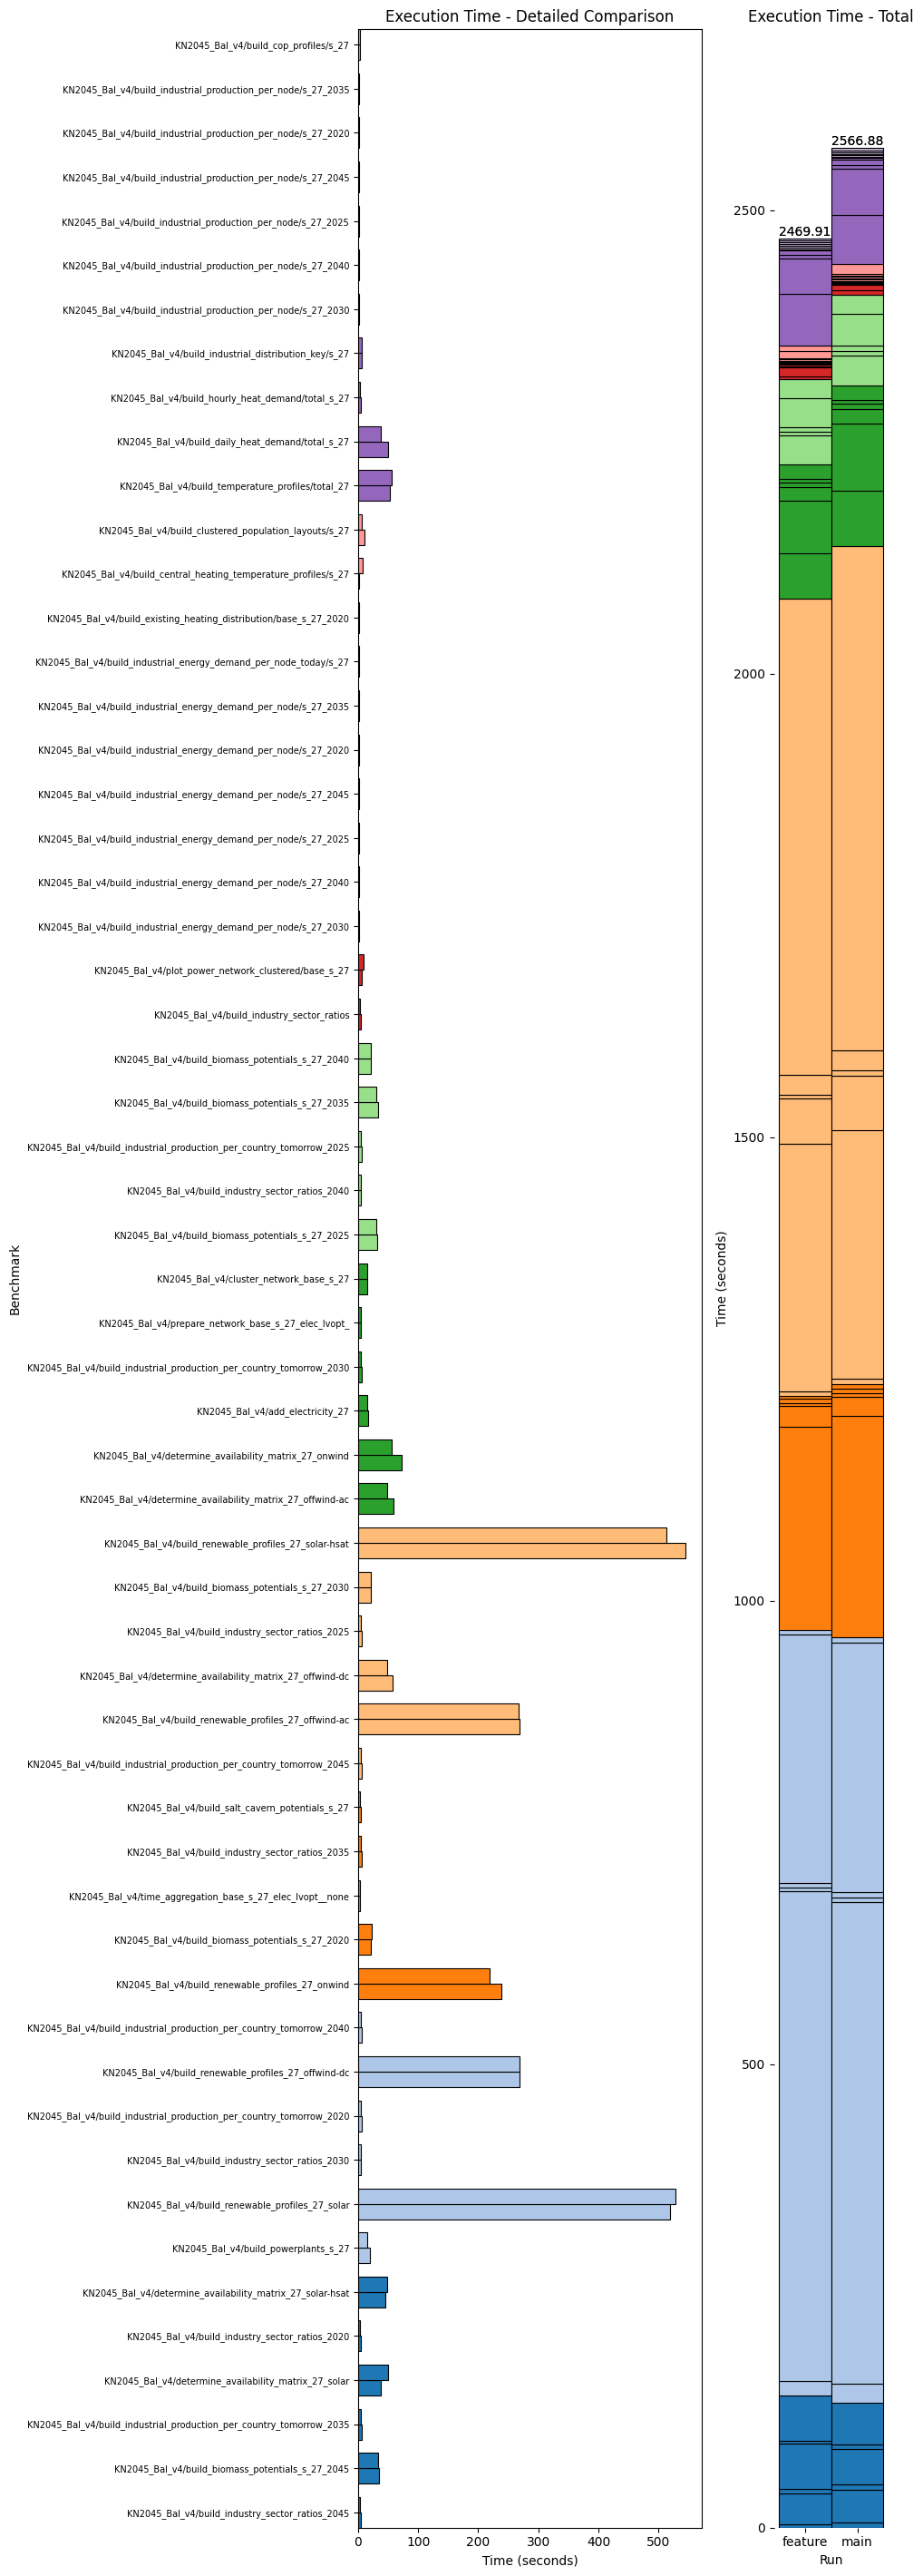 Execution Time - Detailed Comparison
Execution Time - Total
Benchmark
KN2045_Bal_v4/build_cop_profiles/s_27
KN2045_Bal_v4/build_industrial_production_per_node/s_27_2035
KN2045_Bal_v4/build_industrial_production_per_node/s_27_2020
KN2045_Bal_v4/build_industrial_production_per_node/s_27_2045
KN2045_Bal_v4/build_industrial_production_per_node/s_27_2025
KN2045_Bal_v4/build_industrial_production_per_node/s_27_2040
KN2045_Bal_v4/build_industrial_production_per_node/s_27_2030
KN2045_Bal_v4/build_industrial_distribution_key/s_27
KN2045_Bal_v4/build_hourly_heat_demand/total_s_27
KN2045_Bal_v4/build_daily_heat_demand/total_s_27
KN2045_Bal_v4/build_temperature_profiles/total_27
KN2045_Bal_v4/build_clustered_population_layouts/s_27
KN2045_Bal_v4/build_central_heating_temperature_profiles/s_27
KN2045_Bal_v4/build_existing_heating_distribution/base_s_27_2020
KN2045_Bal_v4/build_industrial_energy_demand_per_node_today/s_27
KN2045_Bal_v4/build_industrial_energy_demand_per_node/s_27_2035
KN2045_Bal_v4/build_industrial_energy_demand_per_node/s_27_2020
KN2045_Bal_v4/build_industrial_energy_demand_per_node/s_27_2045
KN2045_Bal_v4/build_industrial_energy_demand_per_node/s_27_2025
KN2045_Bal_v4/build_industrial_energy_demand_per_node/s_27_2040
KN2045_Bal_v4/build_industrial_energy_demand_per_node/s_27_2030
KN2045_Bal_v4/plot_power_network_clustered/base_s_27
KN2045_Bal_v4/build_industry_sector_ratios
KN2045_Bal_v4/build_biomass_potentials_s_27_2040
KN2045_Bal_v4/build_biomass_potentials_s_27_2035
KN2045_Bal_v4/build_industrial_production_per_country_tomorrow_2025
KN2045_Bal_v4/build_industry_sector_ratios_2040
KN2045_Bal_v4/build_biomass_potentials_s_27_2025
KN2045_Bal_v4/cluster_network_base_s_27
KN2045_Bal_v4/prepare_network_base_s_27_elec_lvopt_
KN2045_Bal_v4/build_industrial_production_per_country_tomorrow_2030
KN2045_Bal_v4/add_electricity_27
KN2045_Bal_v4/determine_availability_matrix_27_onwind
KN2045_Bal_v4/determine_availability_matrix_27_offwind-ac
KN2045_Bal_v4/build_renewable_profiles_27_solar-hsat
KN2045_Bal_v4/build_biomass_potentials_s_27_2030
KN2045_Bal_v4/build_industry_sector_ratios_2025
KN2045_Bal_v4/determine_availability_matrix_27_offwind-dc
KN2045_Bal_v4/build_renewable_profiles_27_offwind-ac
KN2045_Bal_v4/build_industrial_production_per_country_tomorrow_2045
KN2045_Bal_v4/build_salt_cavern_potentials_s_27
KN2045_Bal_v4/build_industry_sector_ratios_2035
KN2045_Bal_v4/time_aggregation_base_s_27_elec_lvopt__none
KN2045_Bal_v4/build_biomass_potentials_s_27_2020
KN2045_Bal_v4/build_renewable_profiles_27_onwind
KN2045_Bal_v4/build_industrial_production_per_country_tomorrow_2040
KN2045_Bal_v4/build_renewable_profiles_27_offwind-dc
KN2045_Bal_v4/build_industrial_production_per_country_tomorrow_2020
KN2045_Bal_v4/build_industry_sector_ratios_2030
KN2045_Bal_v4/build_renewable_profiles_27_solar
KN2045_Bal_v4/build_powerplants_s_27
KN2045_Bal_v4/determine_availability_matrix_27_solar-hsat
KN2045_Bal_v4/build_industry_sector_ratios_2020
KN2045_Bal_v4/determine_availability_matrix_27_solar
KN2045_Bal_v4/build_industrial_production_per_country_tomorrow_2035
KN2045_Bal_v4/build_biomass_potentials_s_27_2045
KN2045_Bal_v4/build_industry_sector_ratios_2045
0 100 200 300 400 500
Time (seconds)
Time (seconds)
2500
2000
1500
1000
500
0
2469.91
2566.88
feature main
Run